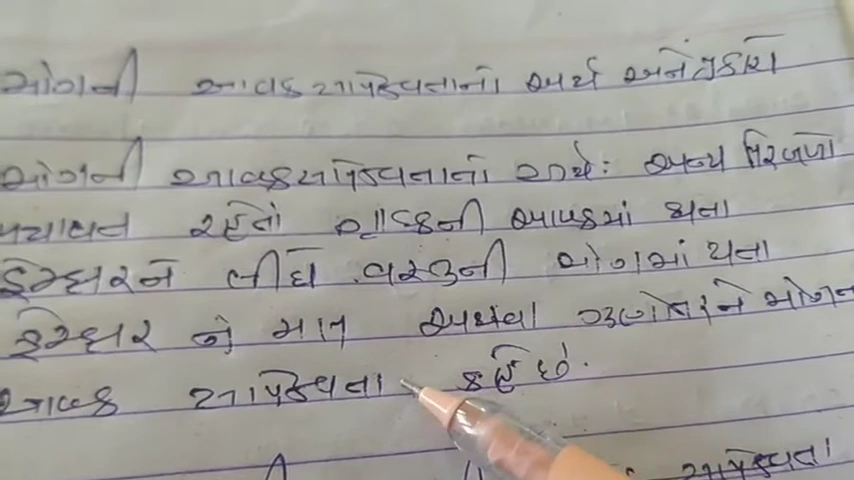 માંગની આવક સાપેક્ષતાનો અર્થ અને પ્રકારો
માંગની આવકસાપેક્ષતાનો અર્થ: અન્ય પરિબળો
યથાવત રહેતાં ગ્રાહકની આવકમાં થતા
ફેરફારને લીધે વસ્તુની માંગમાં થતા
ફેરફાર ને માપ અથવા ગુણોત્તરને માંગની
આવક સાપેક્ષતા કહે છે.
સાપેક્ષતા